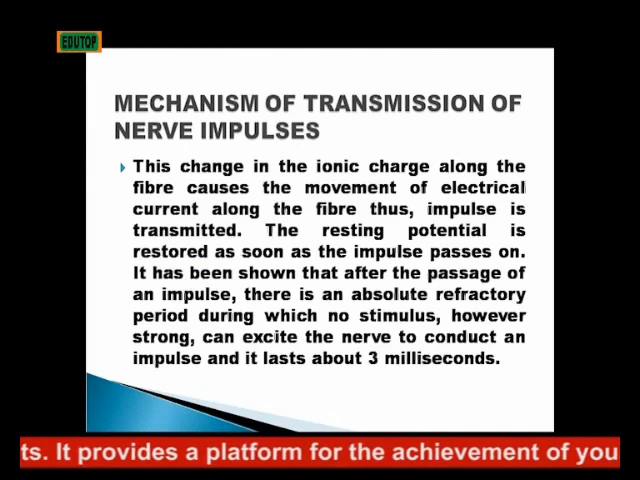 EDUTOP
MECHANISM OF TRANSMISSION OF
NERVE IMPULSES
This change in the ionic charge along the
fibre causes the movement of electrical
current along the fibre thus, impulse is
transmitted. The resting potential is
restored as soon as the impulse passes on.
It has been shown that after the passage of
an impulse, there is an absolute refractory
period during which no stimulus, however
strong, can excite the nerve to conduct an
impulse and it lasts about 3 milliseconds.
ts. It provides a platform for the achievement of you